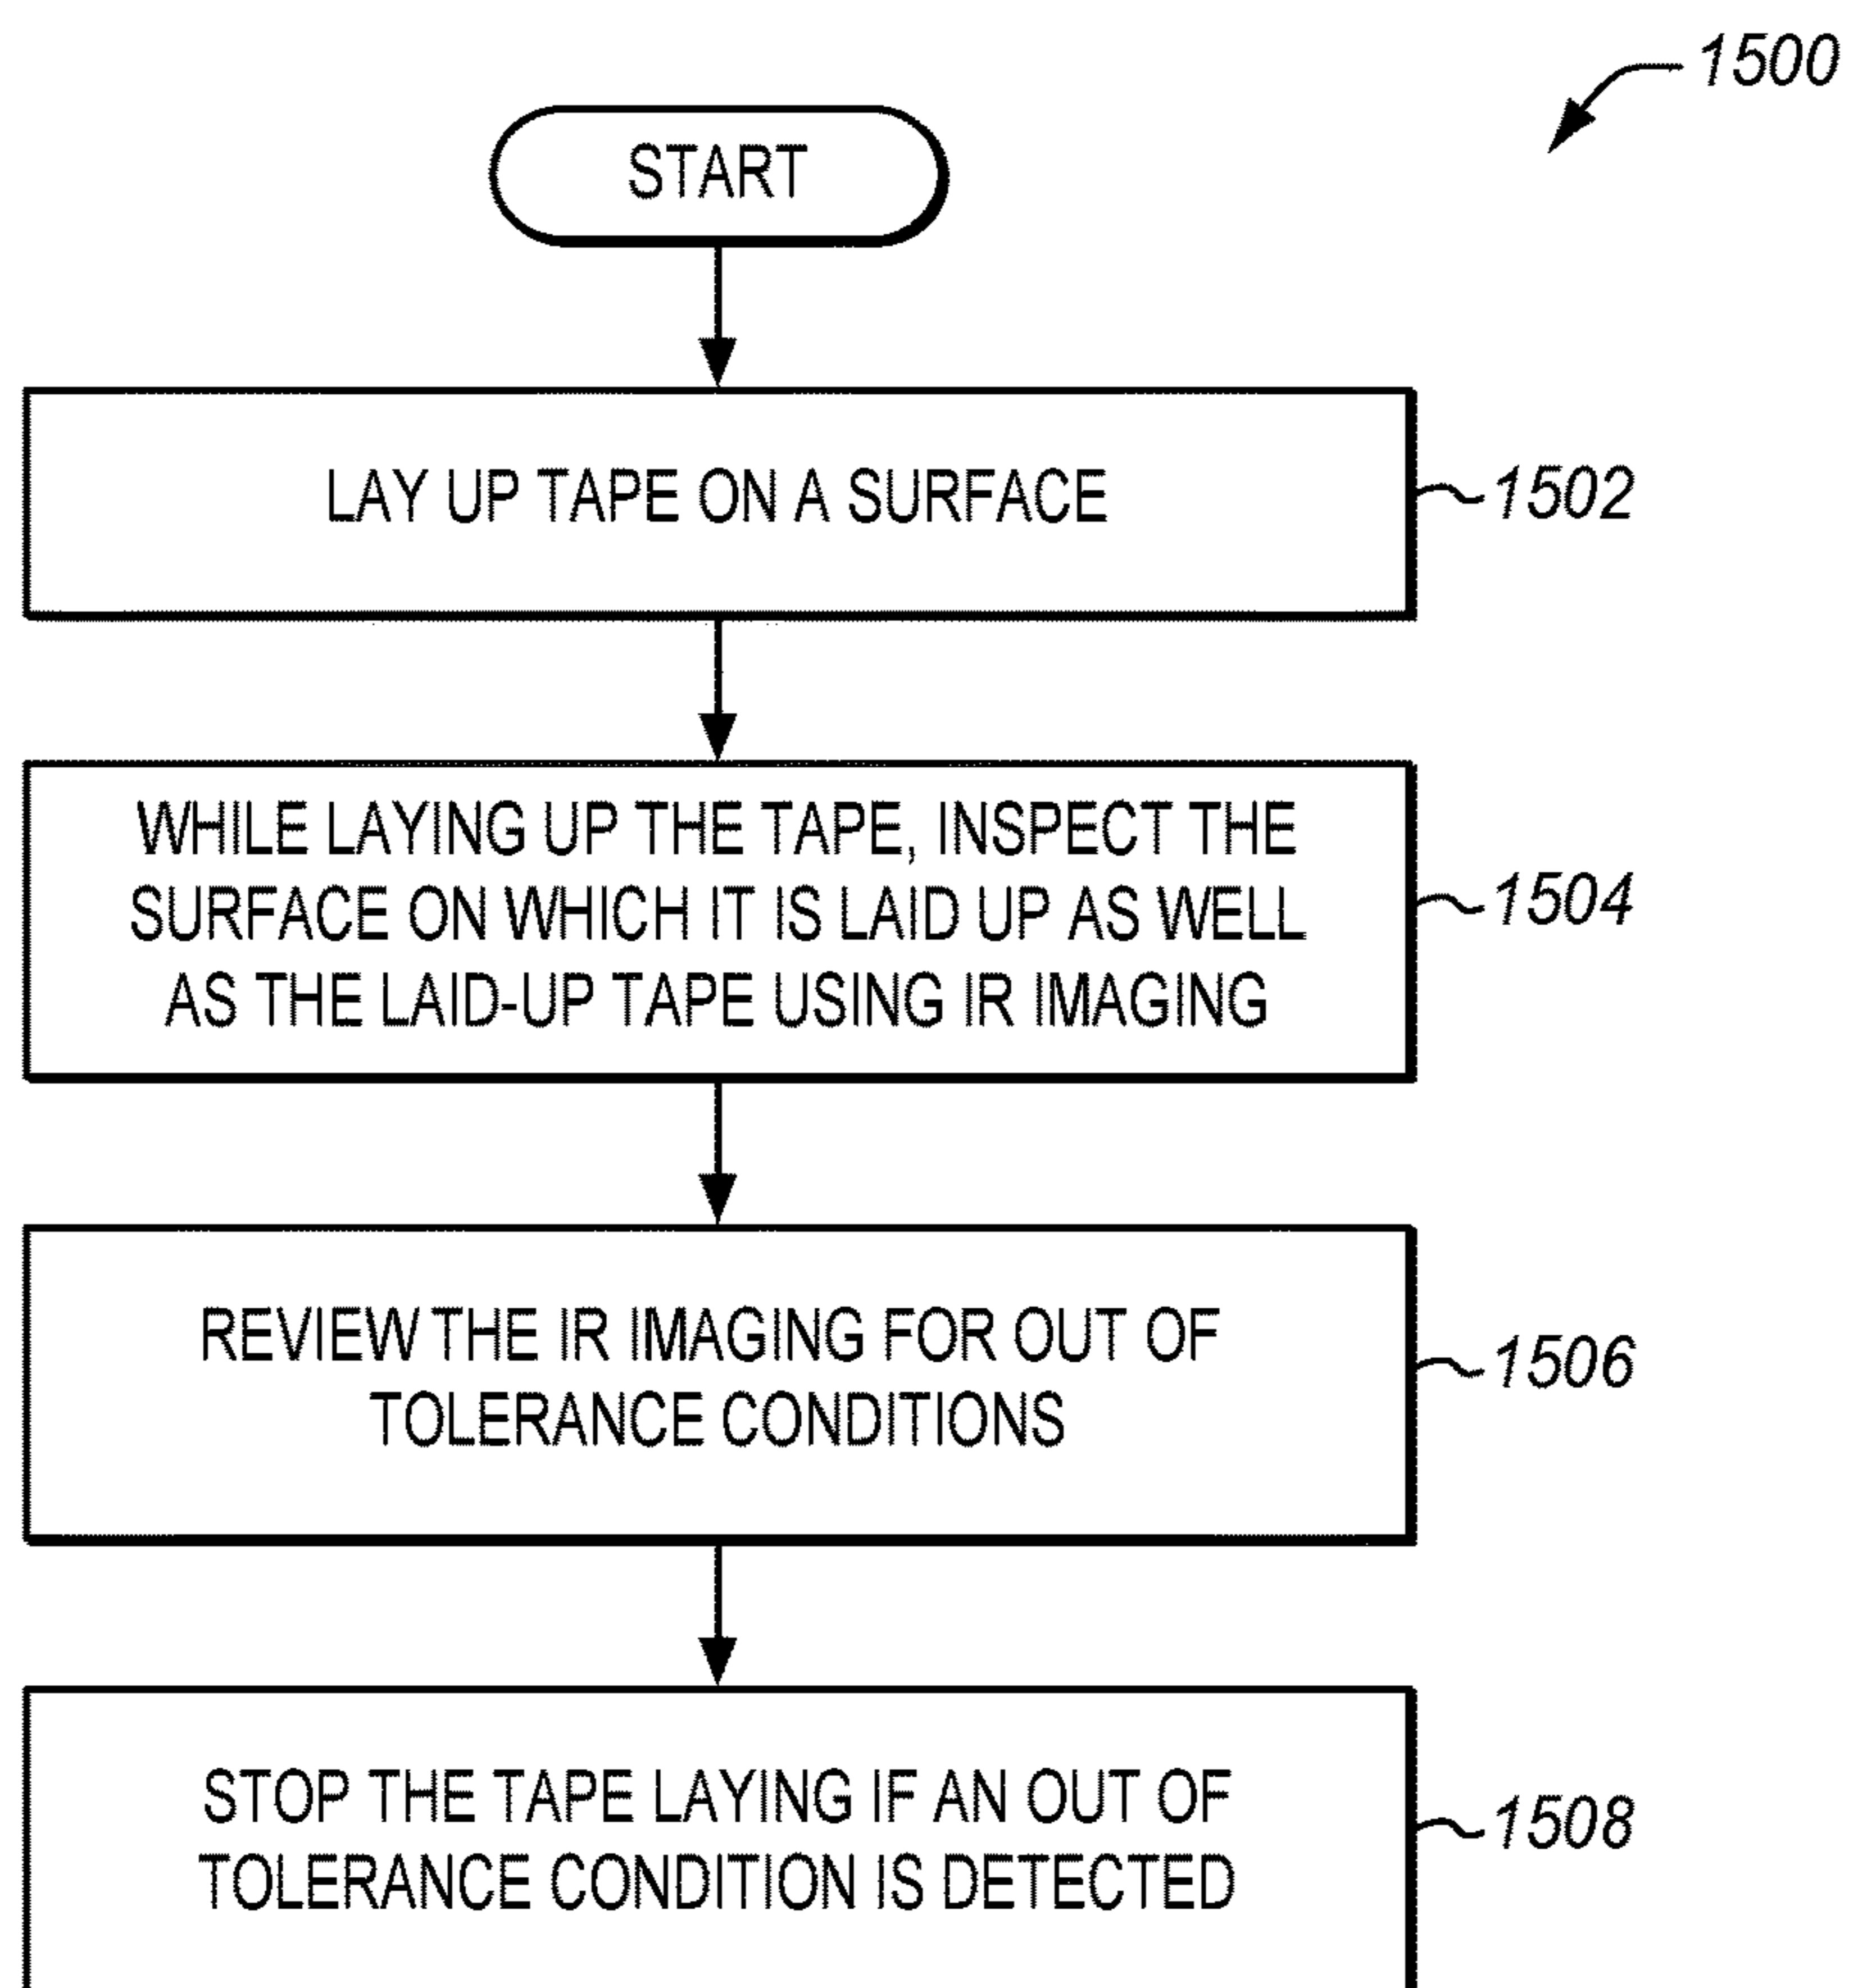 1500
START
LAY UP TAPE ON A SURFACE
1502
WHILE LAYING UP THE TAPE, INSPECT THE
SURFACE ON WHICH IT IS LAID UP AS WELL
AS THE LAID-UP TAPE USING IR IMAGING
1504
REVIEW THE IR IMAGING FOR OUT OF
TOLERANCE CONDITIONS
1506
STOP THE TAPE LAYING IF AN OUT OF
TOLERANCE CONDITION IS DETECTED
1508